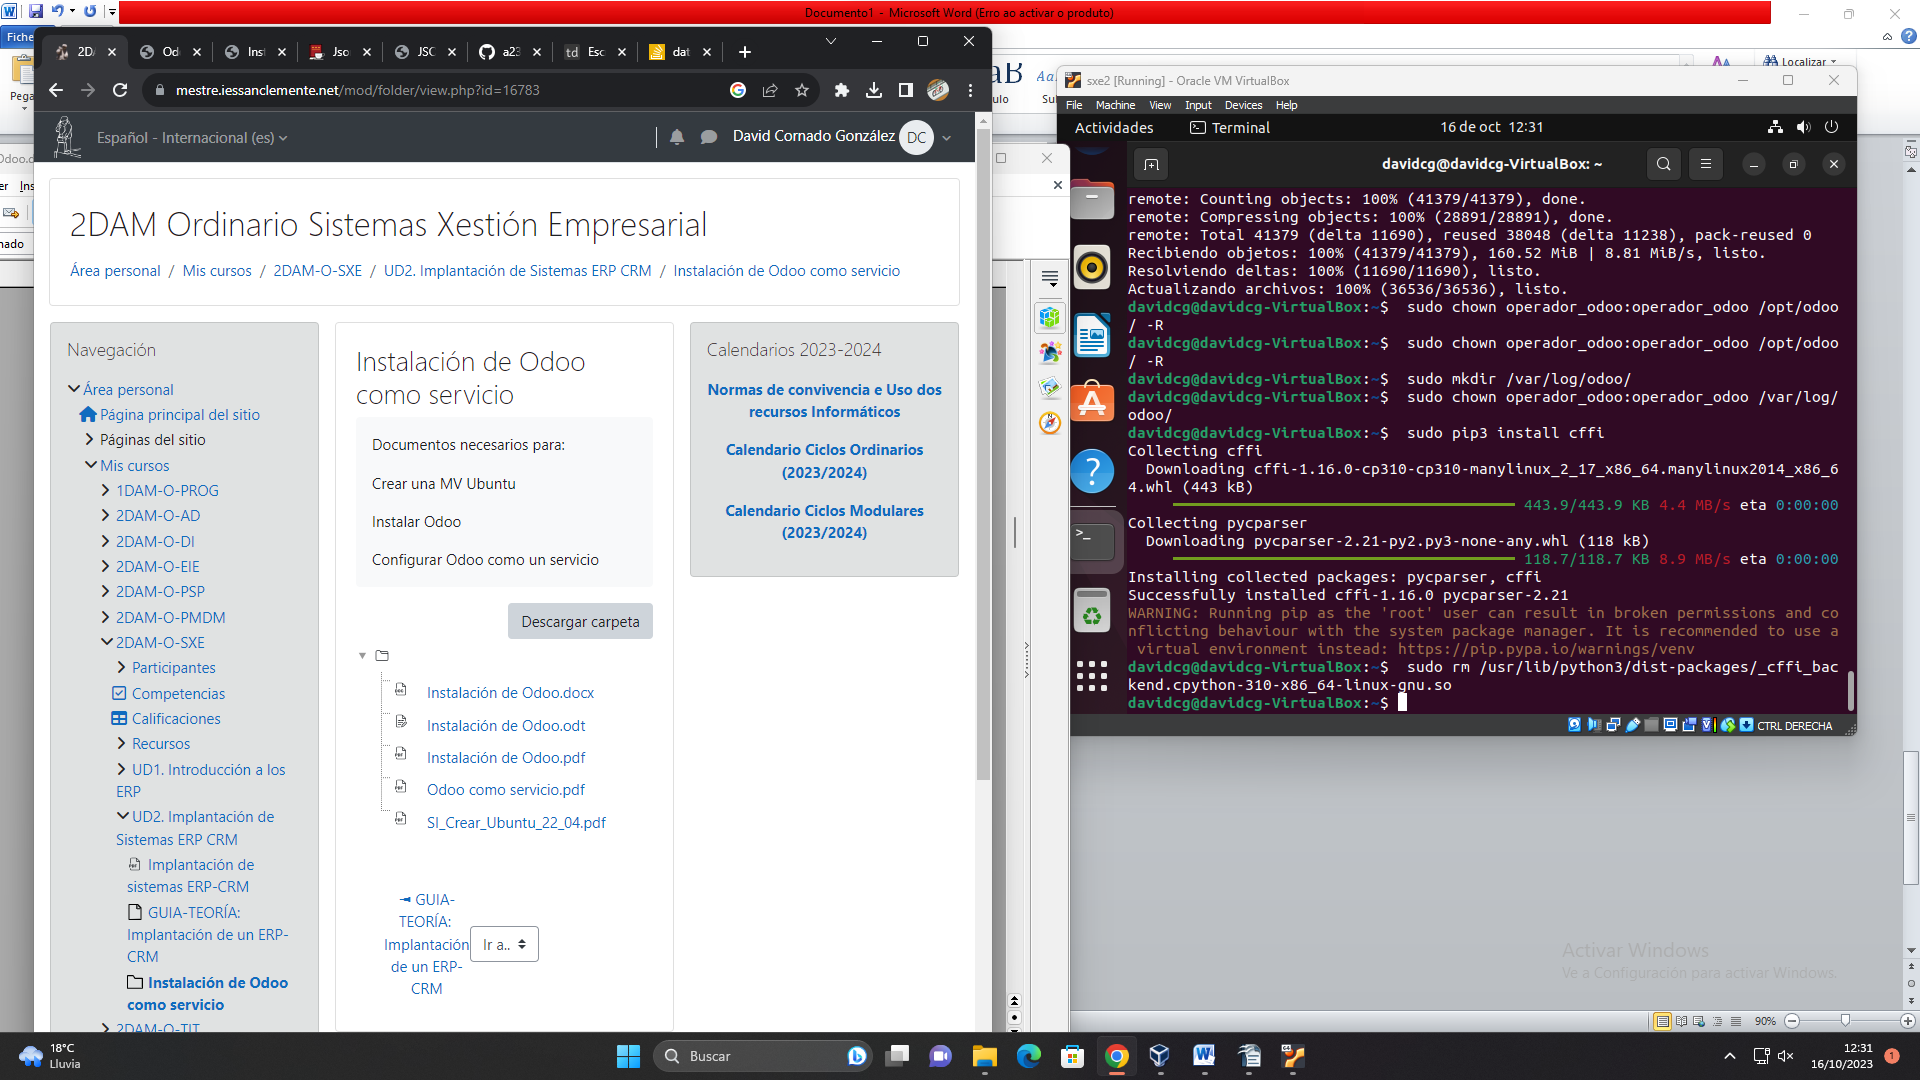 Documento1 - Microsoft Word (Erro ao activar o produto)
Localizar
2D/
Od
Inst
Jso
JSC
a23
Esc
dat
mestre.iessanclemente.net/mod/folder/view.php?id=16783
Español - Internacional (es)
David Cornado González
DC
2DAM Ordinario Sistemas Xestión Empresarial
Área personal / Mis cursos / 2DAM-O-SXE / UD2. Implantación de Sistemas ERP CRM / Instalación de Odoo como servicio
Navegación
Área personal
Página principal del sitio
Páginas del sitio
Mis cursos
1DAM-O-PROG
2DAM-O-AD
2DAM-O-DI
2DAM-O-EIE
2DAM-O-PSP
2DAM-O-PMDM
2DAM-O-SXE
Participantes
Competencias
Calificaciones
Recursos
UD1. Introducción a los
ERP
UD2. Implantación de
Sistemas ERP CRM
Implantación de
sistemas ERP-CRM
GUIA-TEORÍA:
Implantación de un ERP-
CRM
Instalación de Odoo
como servicio
2DAM-O-TIT
Instalación de Odoo
como servicio
Documentos necesarios para:
Crear una MV Ubuntu
Instalar Odoo
Configurar Odoo como un servicio
Descargar carpeta
Instalación de Odoo.docx
Instalación de Odoo.odt
Instalación de Odoo.pdf
Odoo como servicio.pdf
SI_Crear_Ubuntu_22_04.pdf
◄ GUIA-
TEORÍA:
Implantación
de un ERP-
CRM
Ir a..
Calendarios 2023-2024
Normas de convivencia e Uso dos
recursos Informáticos
Calendario Ciclos Ordinarios
(2023/2024)
Calendario Ciclos Modulares
(2023/2024)
sxe2 [Running] - Oracle VM VirtualBox
File Machine View Input Devices Help
Actividades
Terminal
16 de oct 12:31
davidcg@davidcg-VirtualBox: ~
remote: Counting objects: 100% (41379/41379), done.
remote: Compressing objects: 100% (28891/28891), done.
remote: Total 41379 (delta 11690), reused 38048 (delta 11238), pack-reused 0
Recibiendo objetos: 100% (41379/41379), 160.52 MiB | 8.81 MiB/s, listo.
Resolviendo deltas: 100% (11690/11690), listo.
Actualizando archivos: 100% (36536/36536), listo.
davidcg@davidcg-VirtualBox:~$ sudo chown operador_odoo:operador_odoo /opt/odoo
/ -R
davidcg@davidcg-VirtualBox:~$ sudo chown operador_odoo:operador_odoo /opt/odoo
/ -R
davidcg@davidcg-VirtualBox:~$ sudo mkdir /var/log/odoo/
davidcg@davidcg-VirtualBox:~$ sudo chown operador_odoo:operador_odoo /var/log/
odoo/
davidcg@davidcg-VirtualBox:~$ sudo pip3 install cffi
Collecting cffi
Downloading cffi-1.16.0-cp310-cp310-manylinux_2_17_x86_64.manylinux2014_x86_6
4.whl (443 kB)
443.9/443.9 KB 4.4 MB/s eta 0:00:00
Collecting pycparser
Downloading pycparser-2.21-py2.py3-none-any.whl (118 kB)
118.7/118.7 KB 8.9 MB/s eta 0:00:00
Installing collected packages: pycparser, cffi
Successfully installed cffi-1.16.0 pycparser-2.21
WARNING: Running pip as the 'root' user can result in broken permissions and co
nflicting behaviour with the system package manager. It is recommended to use a
virtual environment instead: https://pip.pypa.io/warnings/venv
davidcg@davidcg-VirtualBox:~$ sudo rm /usr/lib/python3/dist-packages/_cffi_bac
kend.cpython-310-x86_64-linux-gnu.so
davidcg@davidcg-VirtualBox:~$
CTRL DERECHA
Activar Windows
Ve a Configuración para activar Windows.
90%
18°C
Lluvia
Buscar
12:31
16/10/2023
1